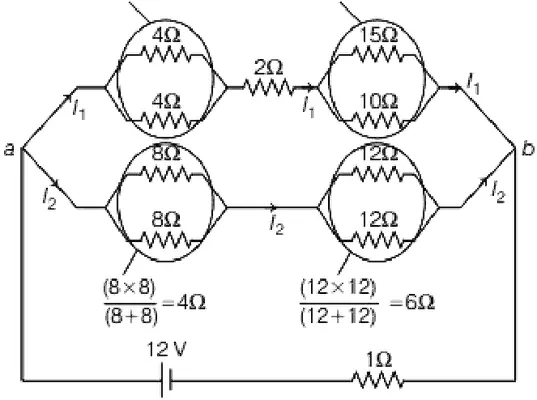 4Ω 15Ω
2Ω
I₁ I₁ I₁
4Ω 10Ω
a 8Ω 12Ω b
I₂ I₂ I₂
8Ω 12Ω
(8×8)/(8+8) =4Ω (12×12)/(12+12) =6Ω
12 V 1Ω